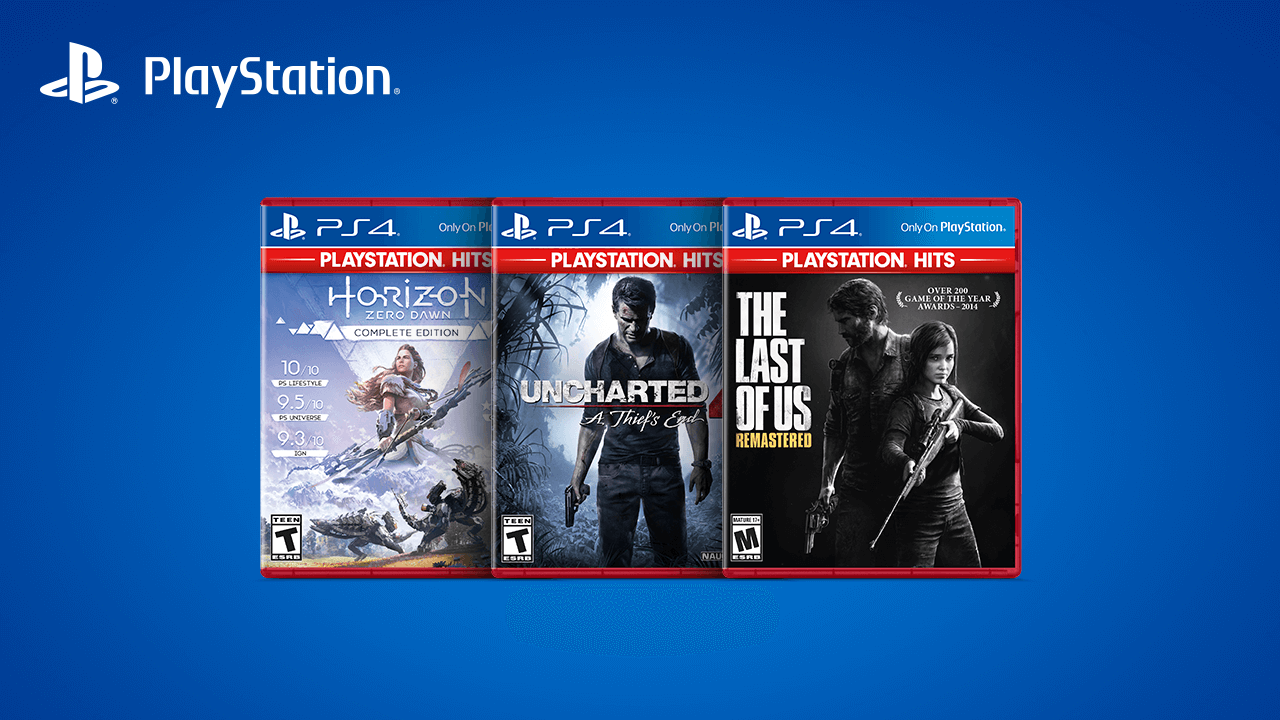 PlayStation®
PS4™
Only On Pl
PLAYSTATION® HITS
HORIZON
ZERO DAWN
COMPLETE EDITION
10/10
PS LIFESTYLE
9.5/10
PS UNIVERSE
9.3/10
IGN
TEEN
T
ESRB
PS4™
Only On Pl
PLAYSTATION® HITS
UNCHARTED 4
A Thief's End
TEEN
T
ESRB
NAU
PS4™
Only On PlayStation®
PLAYSTATION® HITS
OVER 200
GAME OF THE YEAR
AWARDS - 2014
THE
LAST
OF US
REMASTERED
MATURE 17+
M
ESRB